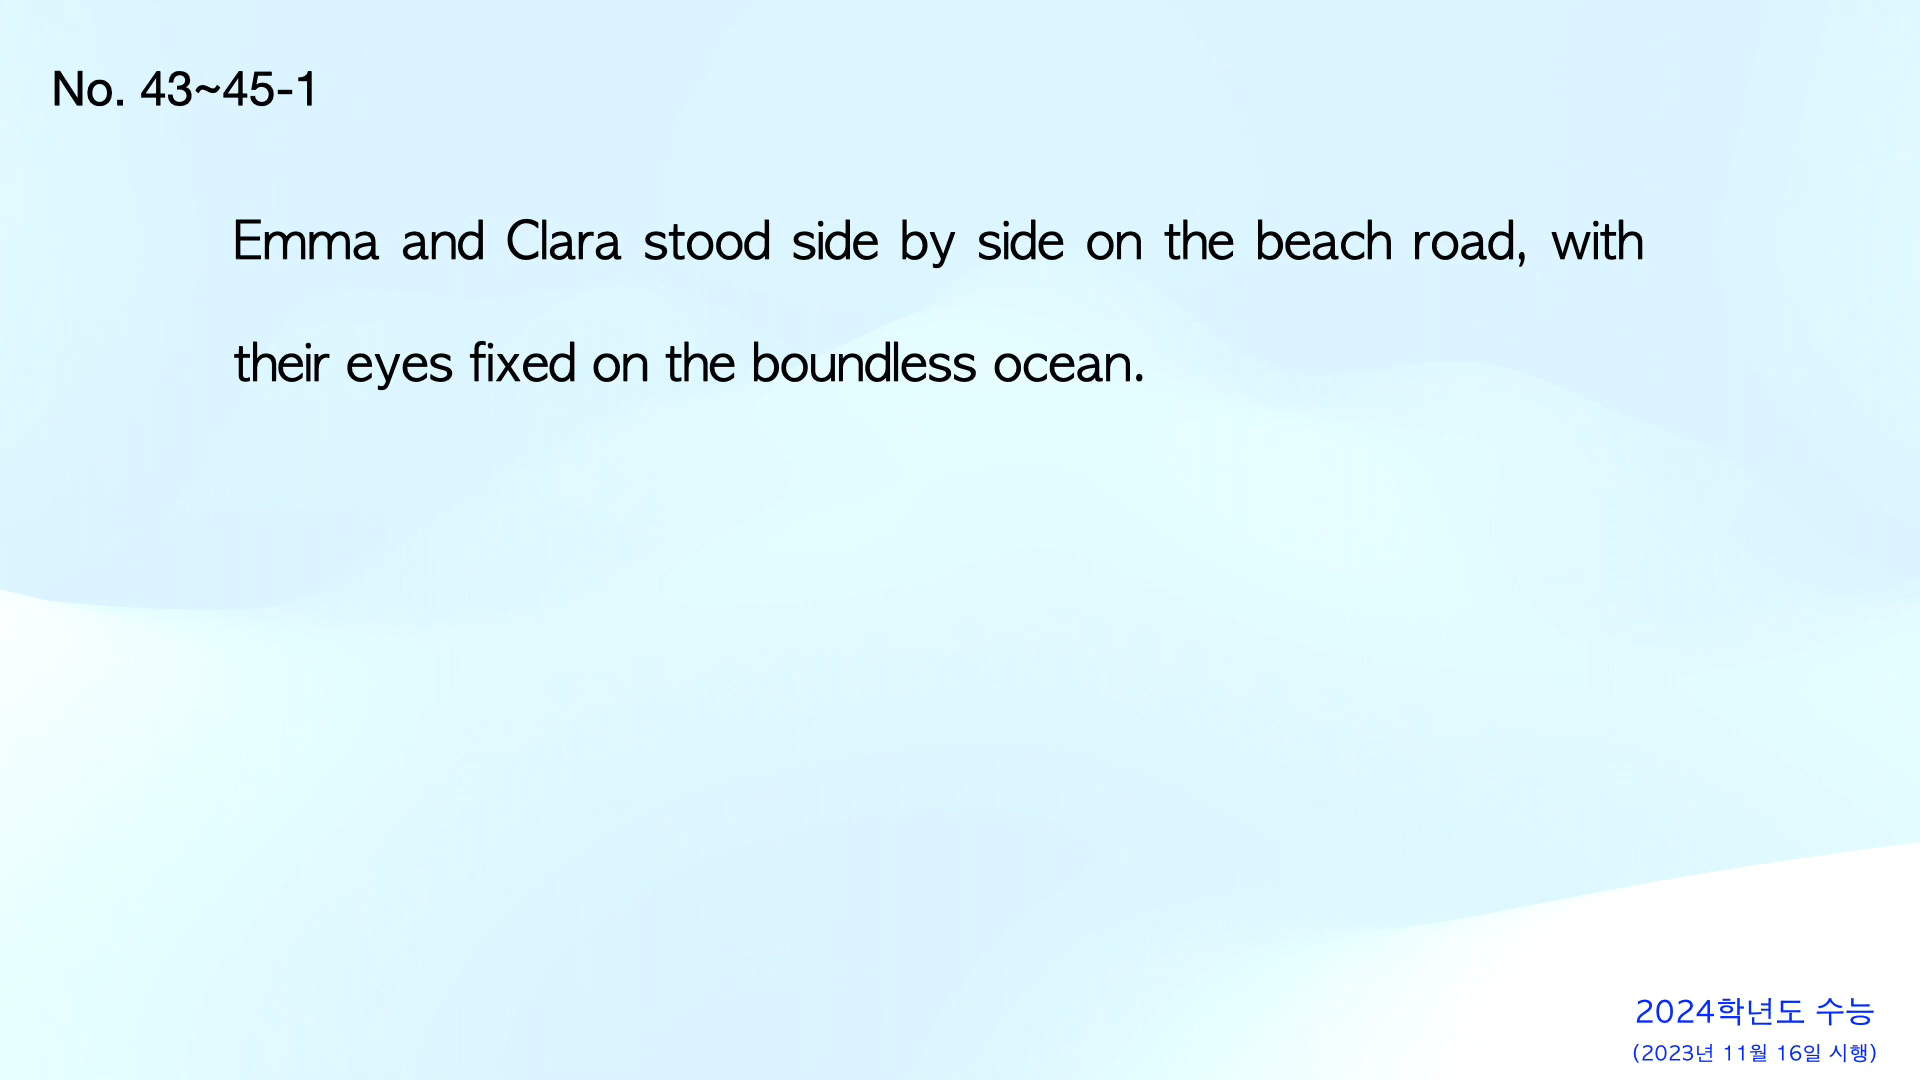 No. 43~45-1
Emma and Clara stood side by side on the beach road, with
their eyes fixed on the boundless ocean.
2024학년도 수능
(2023년 11월 16일 시행)